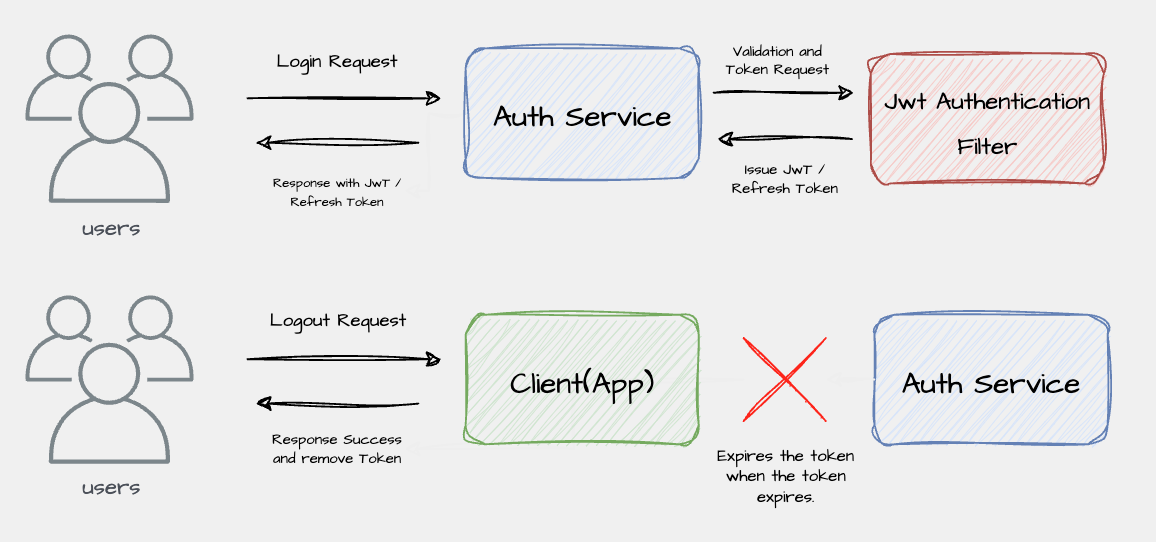 Login Request
Response with JwT /
Refresh Token
users
Auth Service
Validation and
Token Request
Issue JwT /
Refresh Token
Jwt Authentication
Filter
Logout Request
Response Success
and remove Token
users
Client(App)
Expires the token
when the token
expires.
Auth Service